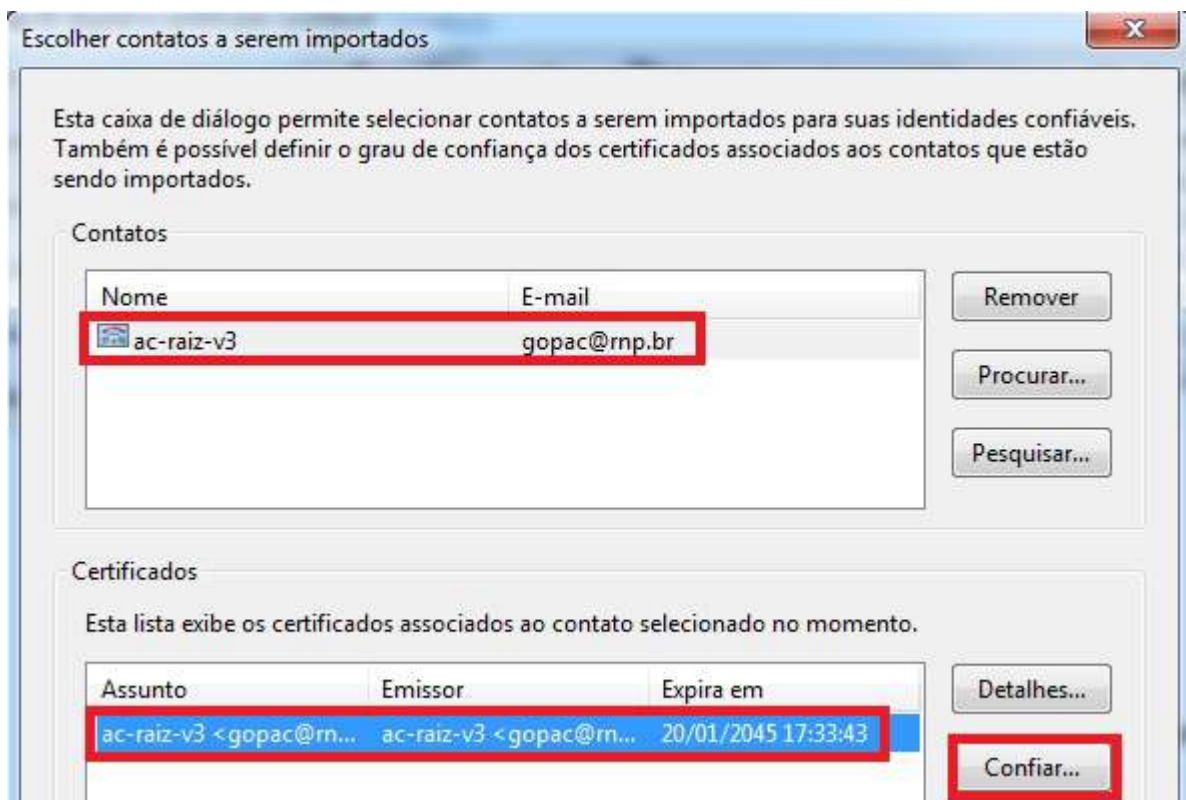 Escolher contatos a serem importados
x
Esta caixa de diálogo permite selecionar contatos a serem importados para suas identidades confiáveis.
Também é possível definir o grau de confiança dos certificados associados aos contatos que estão
sendo importados.
Contatos
Nome E-mail
ac-raiz-v3 gopac@rnp.br
Remover
Procurar...
Pesquisar...
Certificados
Esta lista exibe os certificados associados ao contato selecionado no momento.
Assunto Emissor Expira em
ac-raiz-v3 <gopac@rn... ac-raiz-v3 <gopac@rn... 20/01/2045 17:33:43
Detalhes...
Confiar...